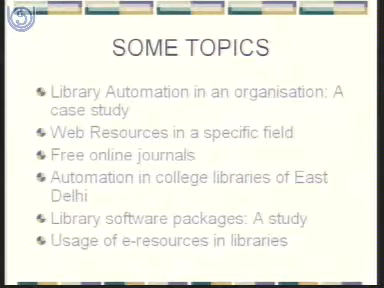 SOME TOPICS
Library Automation in an organisation: A
case study
Web Resources in a specific field
Free online journals
Automation in college libraries of East
Delhi
Library software packages: A study
Usage of e-resources in libraries